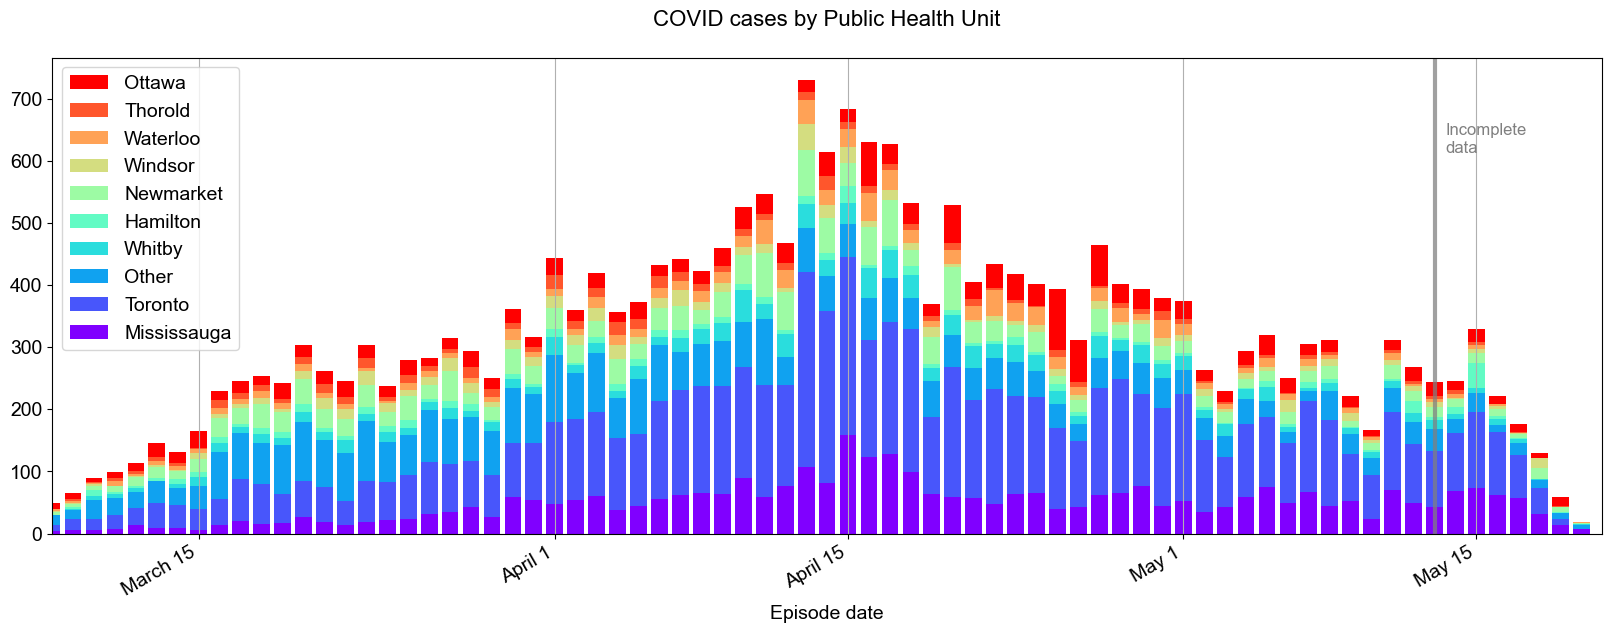 COVID cases by Public Health Unit
700
600
500
400
300
200
100
0
Ottawa
Thorold
Waterloo
Windsor
Newmarket
Hamilton
Whitby
Other
Toronto
Mississauga
Incomplete
data
March 15
April 1
April 15
May 1
May 15
Episode date